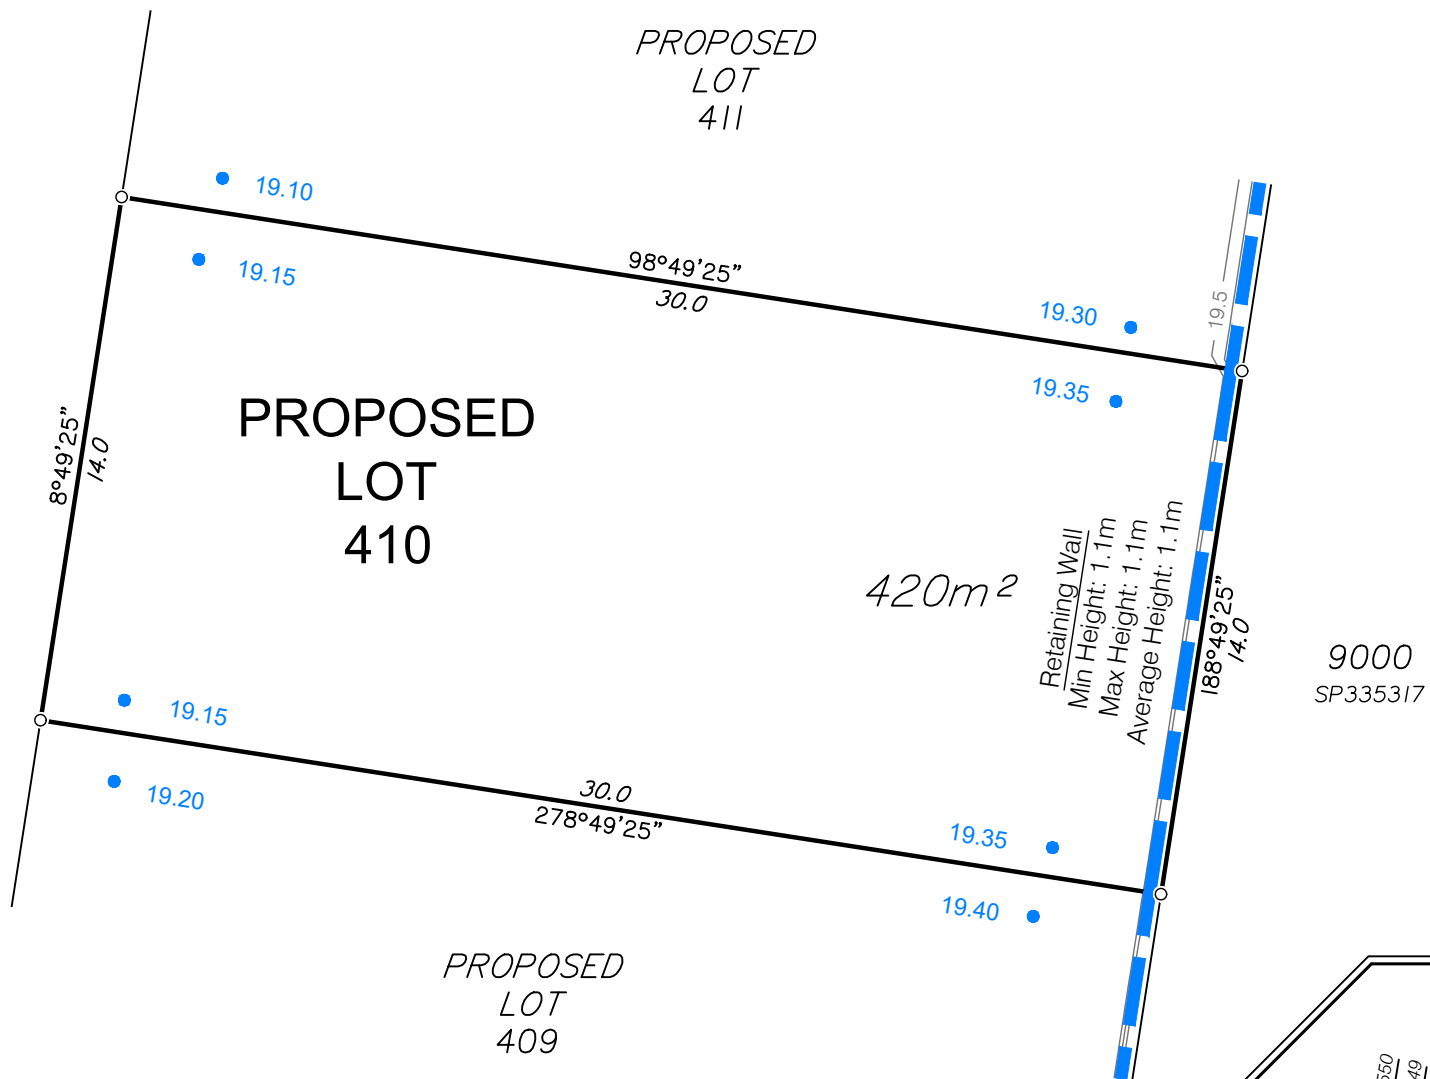 PROPOSED
LOT
411
19.10
19.15
98°49'25"
30.0
19.30
19.35
19.5
8°49'25"
14.0
PROPOSED
LOT
410
420m²
Retaining Wall
Min Height: 1.1m
Max Height: 1.1m
Average Height: 1.1m
188°49'25"
14.0
9000
SP335317
19.15
19.20
30.0
278°49'25"
19.35
19.40
PROPOSED
LOT
409